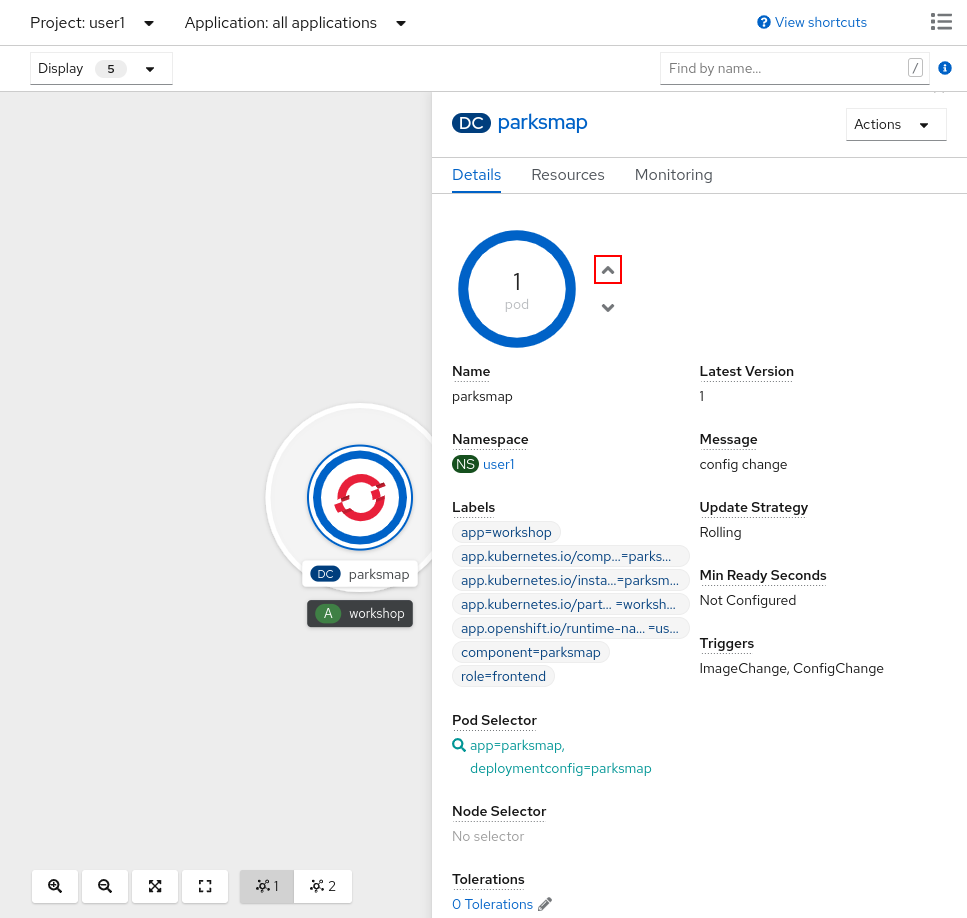 Project: user1
Application: all applications
View shortcuts
Display 5
Find by name...
/
DC parksmap
Actions
Details
Resources
Monitoring
1
pod
Name
parksmap
Latest Version
1
Namespace
NS user1
Message
config change
Labels
app=workshop
app.kubernetes.io/comp...=parks...
app.kubernetes.io/insta...=parksm...
app.kubernetes.io/part... =worksh...
app.openshift.io/runtime-na... =us...
component=parksmap
role=frontend
Update Strategy
Rolling
Min Ready Seconds
Not Configured
Triggers
ImageChange, ConfigChange
Pod Selector
app=parksmap,
deploymentconfig=parksmap
Node Selector
No selector
Tolerations
0 Tolerations
DC parksmap
A workshop
1
2